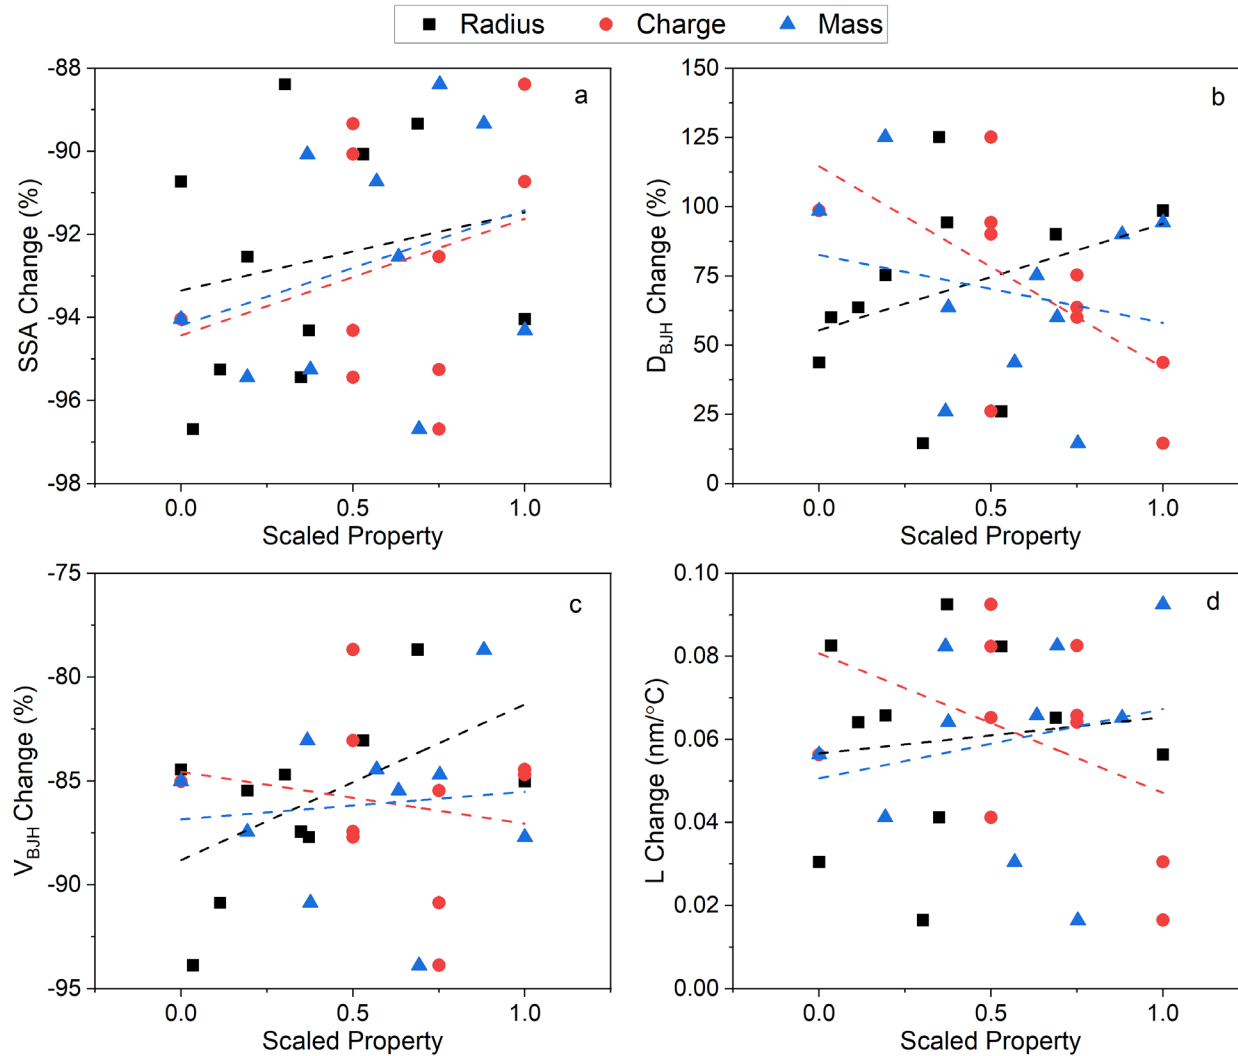 Radius Charge Mass
a
SSA Change (%)
-88
-90
-92
-94
-96
-98
0.0 0.5 1.0
Scaled Property
b
D_BJH Change (%)
150
125
100
75
50
25
0
0.0 0.5 1.0
Scaled Property
c
V_BJH Change (%)
-75
-80
-85
-90
-95
0.0 0.5 1.0
Scaled Property
d
L Change (nm/°C)
0.10
0.08
0.06
0.04
0.02
0.00
0.0 0.5 1.0
Scaled Property